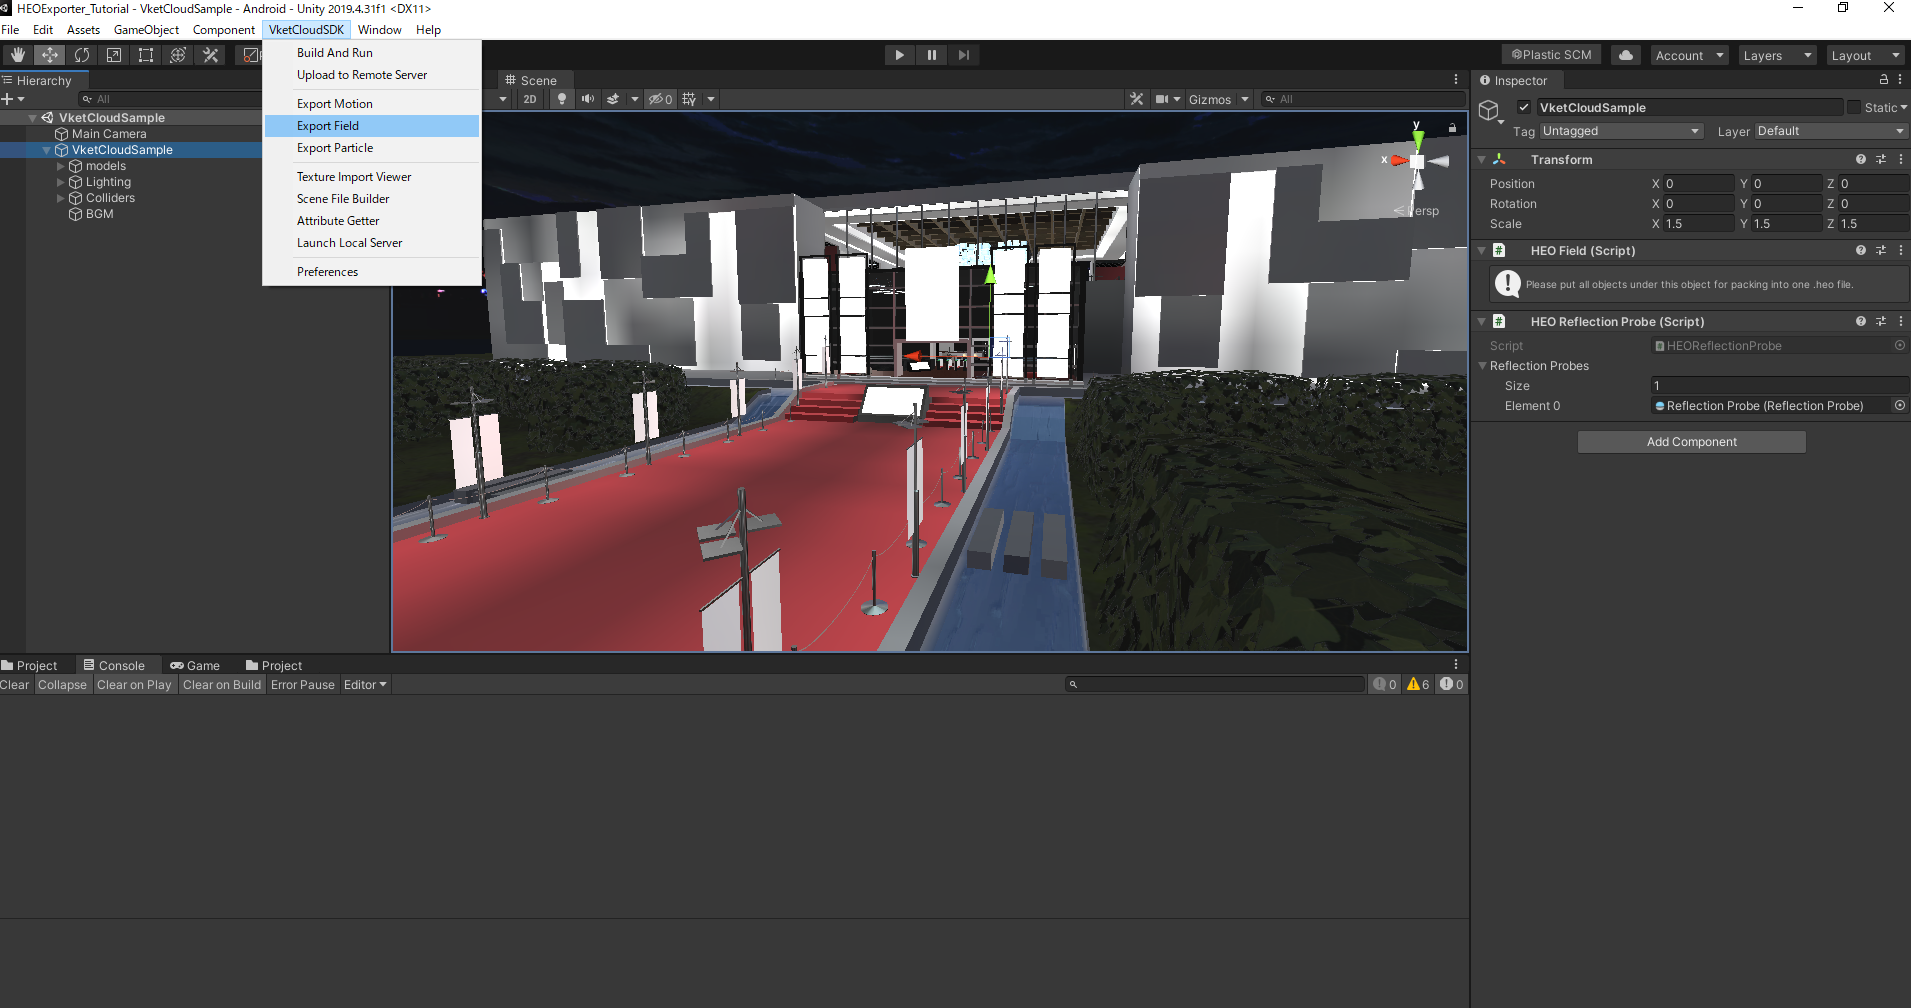 HEOExporter_Tutorial - VketCloudSample - Android - Unity 2019.4.31f1 <DX11>
File Edit Assets GameObject Component VketCloudSDK Window Help
Plastic SCM Account Layers Layout
Build And Run
Upload to Remote Server
Export Motion
Export Field
Export Particle
Texture Import Viewer
Scene File Builder
Attribute Getter
Launch Local Server
Preferences
Hierarchy
All
VketCloudSample
Main Camera
VketCloudSample
models
Lighting
Colliders
BGM
Scene
2D 0 Gizmos All
y
x
Persp
Inspector
VketCloudSample Static
Tag Untagged Layer Default
Transform
Position X 0 Y 0 Z 0
Rotation X 0 Y 0 Z 0
Scale X 1.5 Y 1.5 Z 1.5
HEO Field (Script)
Please put all objects under this object for packing into one .heo file.
HEO Reflection Probe (Script)
Script HEOReflectionProbe
Reflection Probes
Size 1
Element 0 Reflection Probe (Reflection Probe)
Add Component
Project Console Game Project
Clear Collapse Clear on Play Clear on Build Error Pause Editor 0 6 0